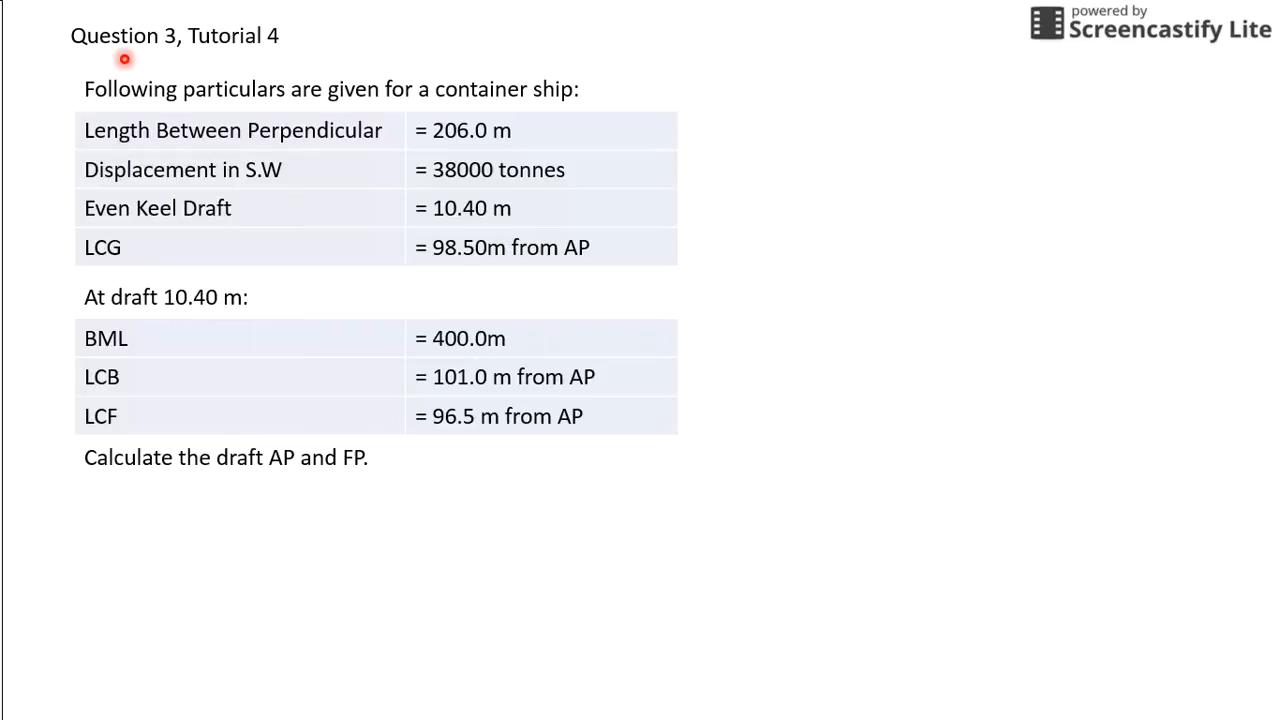 Question 3, Tutorial 4
powered by
Screencastify Lite
Following particulars are given for a container ship:
Length Between Perpendicular = 206.0 m
Displacement in S.W = 38000 tonnes
Even Keel Draft = 10.40 m
LCG = 98.50m from AP
At draft 10.40 m:
BML = 400.0m
LCB = 101.0 m from AP
LCF = 96.5 m from AP
Calculate the draft AP and FP.